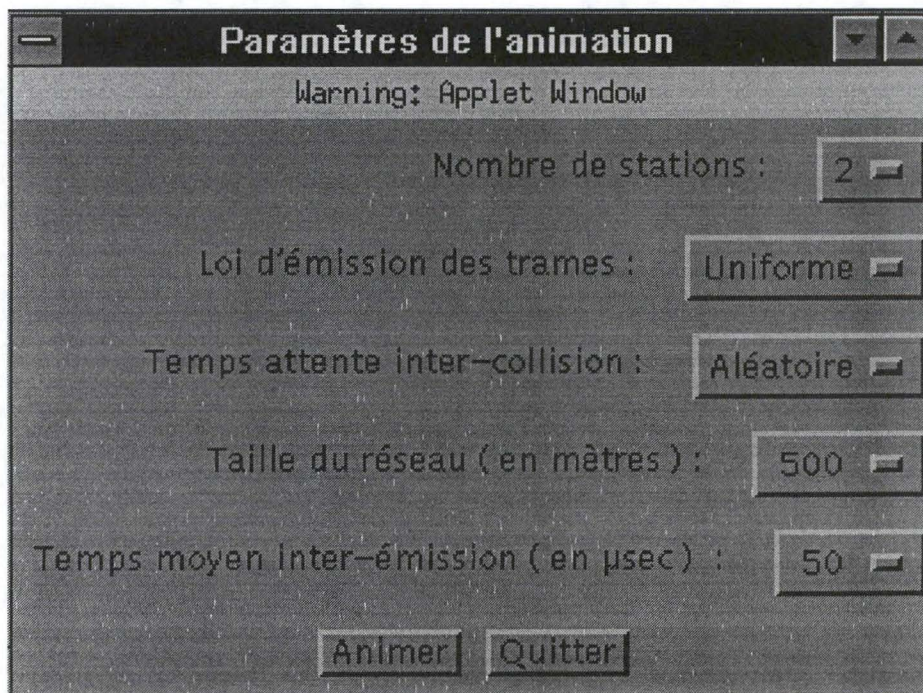 Paramètres de l'animation
Warning: Applet Window
Nombre de stations : 2
Loi d'émission des trames : Uniforme
Temps attente inter-collision : Aléatoire
Taille du réseau ( en mètres ) : 500
Temps moyen inter-émission ( en µsec ) : 50
Animer Quitter